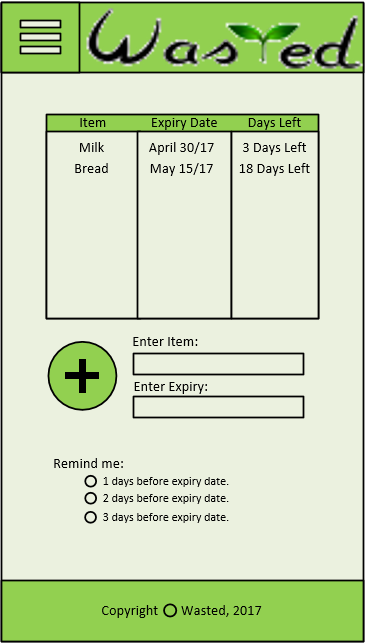 Wasted
Item Expiry Date Days Left
Milk April 30/17 3 Days Left
Bread May 15/17 18 Days Left
Enter Item:
Enter Expiry:
Remind me:
1 days before expiry date.
2 days before expiry date.
3 days before expiry date.
Copyright Wasted, 2017